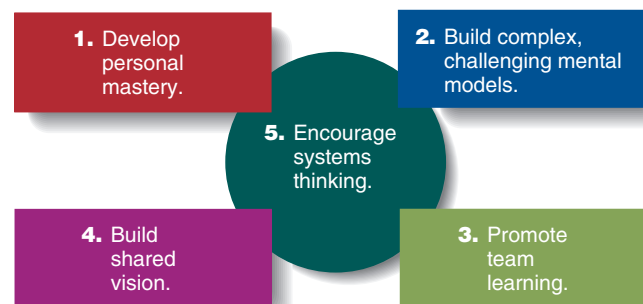 1. Develop
personal
mastery.
2. Build complex,
challenging mental
models.
5. Encourage
systems
thinking.
4. Build
shared
vision.
3. Promote
team
learning.